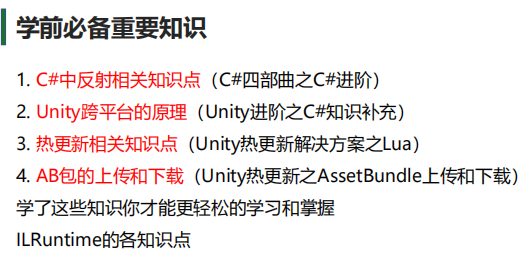 学前必备重要知识
1. C#中反射相关知识点（C#四部曲之C#进阶）
2. Unity跨平台的原理（Unity进阶之C#知识补充）
3. 热更新相关知识点（Unity热更新解决方案之Lua）
4. AB包的上传和下载（Unity热更新之AssetBundle上传和下载）
学了这些知识你才能更轻松的学习和掌握
ILRuntime的各知识点